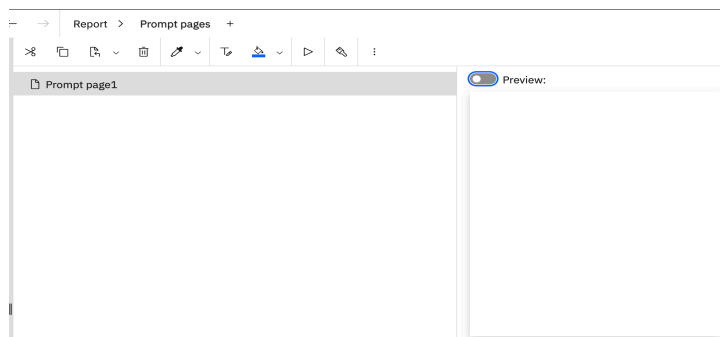 Report > Prompt pages +
Prompt page1
Preview: